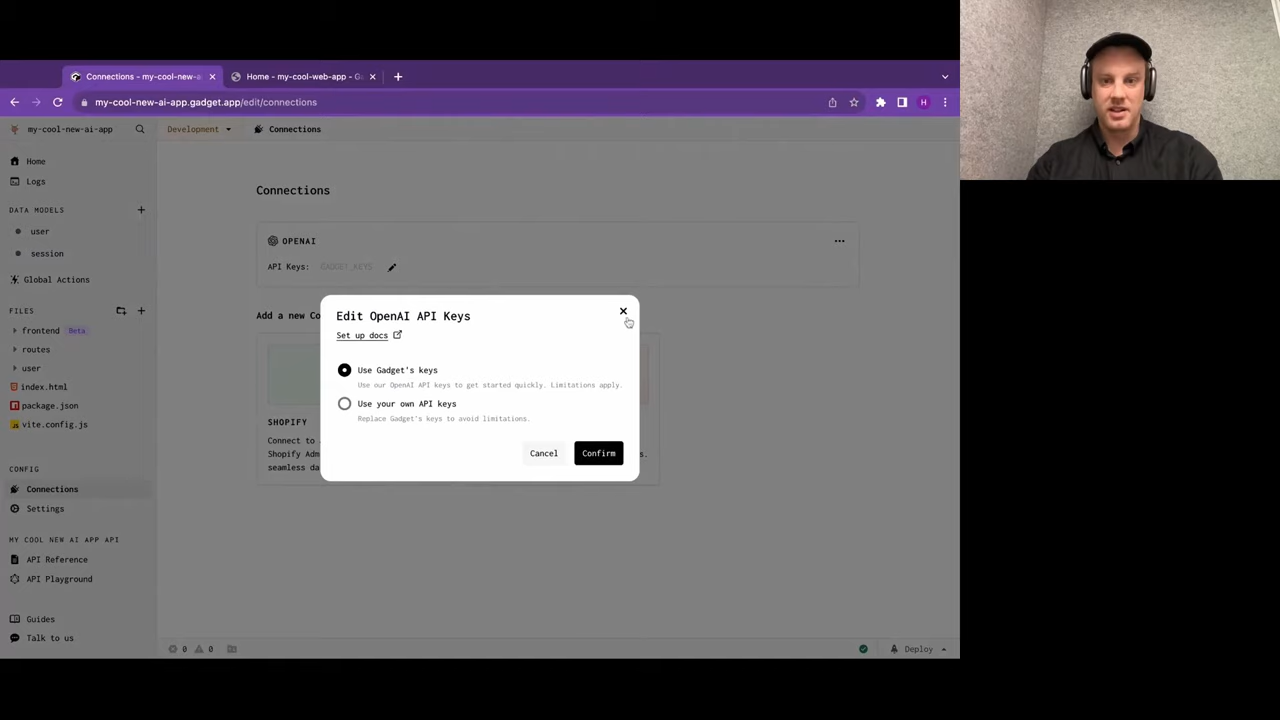 Connections - my-cool-new-a
Home - my-cool-web-app - G
my-cool-new-ai-app.gadget.app/edit/connections
H
my-cool-new-ai-app
Development
Connections
Home
Logs
DATA MODELS
user
session
Global Actions
FILES
frontend Beta
routes
user
index.html
package.json
vite.config.js
CONFIG
Connections
Settings
MY COOL NEW AI APP API
API Reference
API Playground
Guides
Talk to us
Connections
OPENAI
API Keys: GADGET_KEYS
Add a new Co
SHOPIFY
Connect to
Shopify Adm
seamless da
s.
Edit OpenAI API Keys
Set up docs
Use Gadget's keys
Use our OpenAI API keys to get started quickly. Limitations apply.
Use your own API keys
Replace Gadget's keys to avoid limitations.
Cancel
Confirm
0 0
Deploy